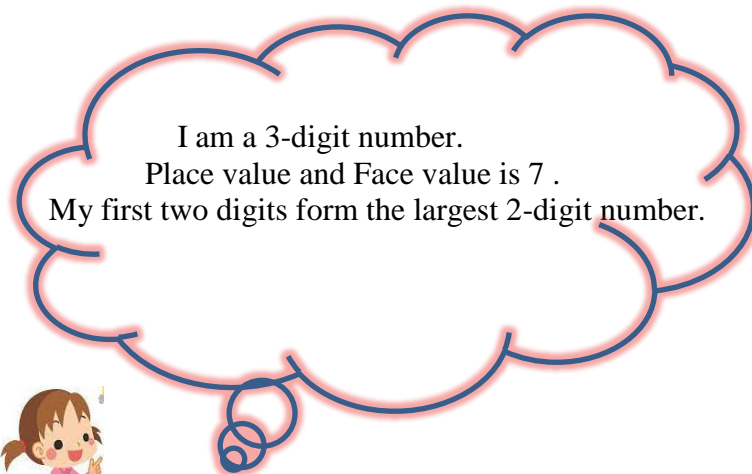 I am a 3-digit number.
Place value and Face value is 7 .
My first two digits form the largest 2-digit number.